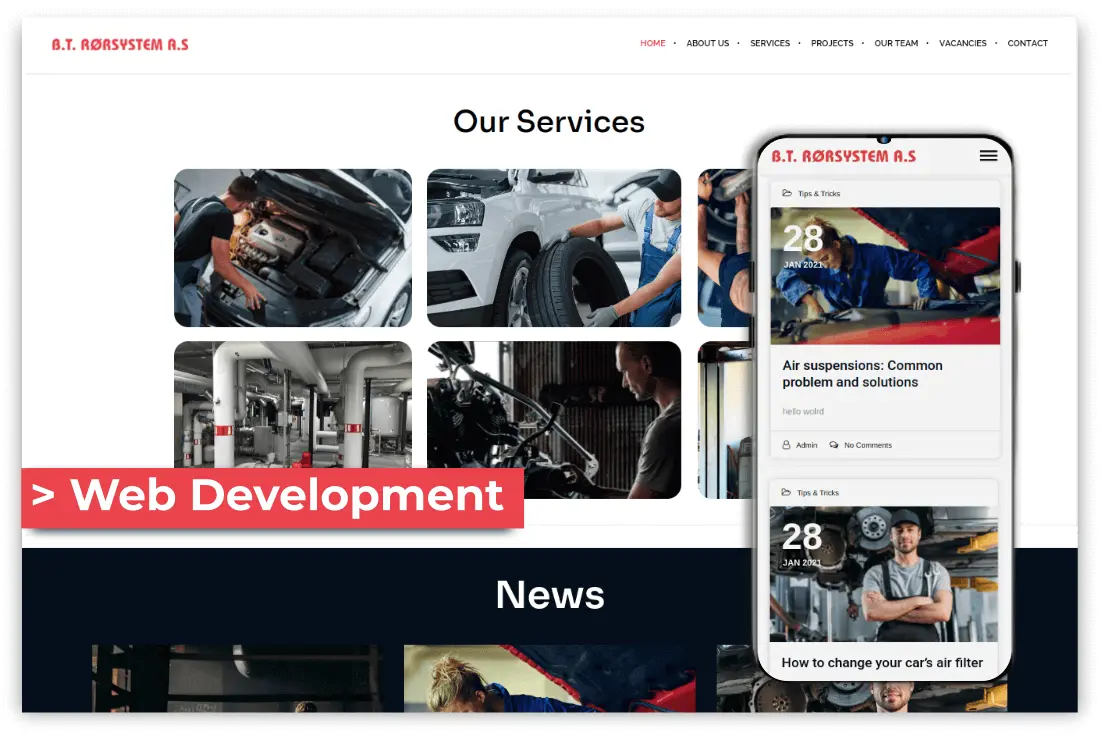 B.T. RØRSYSTEM A.S
HOME • ABOUT US • SERVICES • PROJECTS • OUR TEAM • VACANCIES • CONTACT
Our Services
> Web Development
News
B.T. RØRSYSTEM A.S
Tips & Tricks
28
JAN 2021
Air suspensions: Common
problem and solutions
hello wolrd
Admin No Comments
Tips & Tricks
28
JAN 2021
How to change your car's air filter